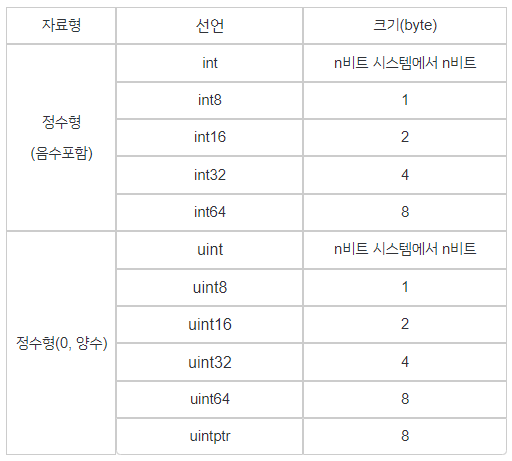 자료형 선언 크기(byte)
정수형
(음수포함)
int n비트 시스템에서 n비트
int8 1
int16 2
int32 4
int64 8
정수형(0, 양수)
uint n비트 시스템에서 n비트
uint8 1
uint16 2
uint32 4
uint64 8
uintptr 8